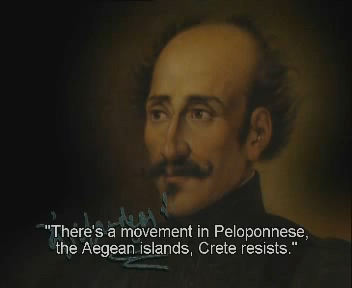 "There's a movement in Peloponnese,
the Aegean islands, Crete resists."